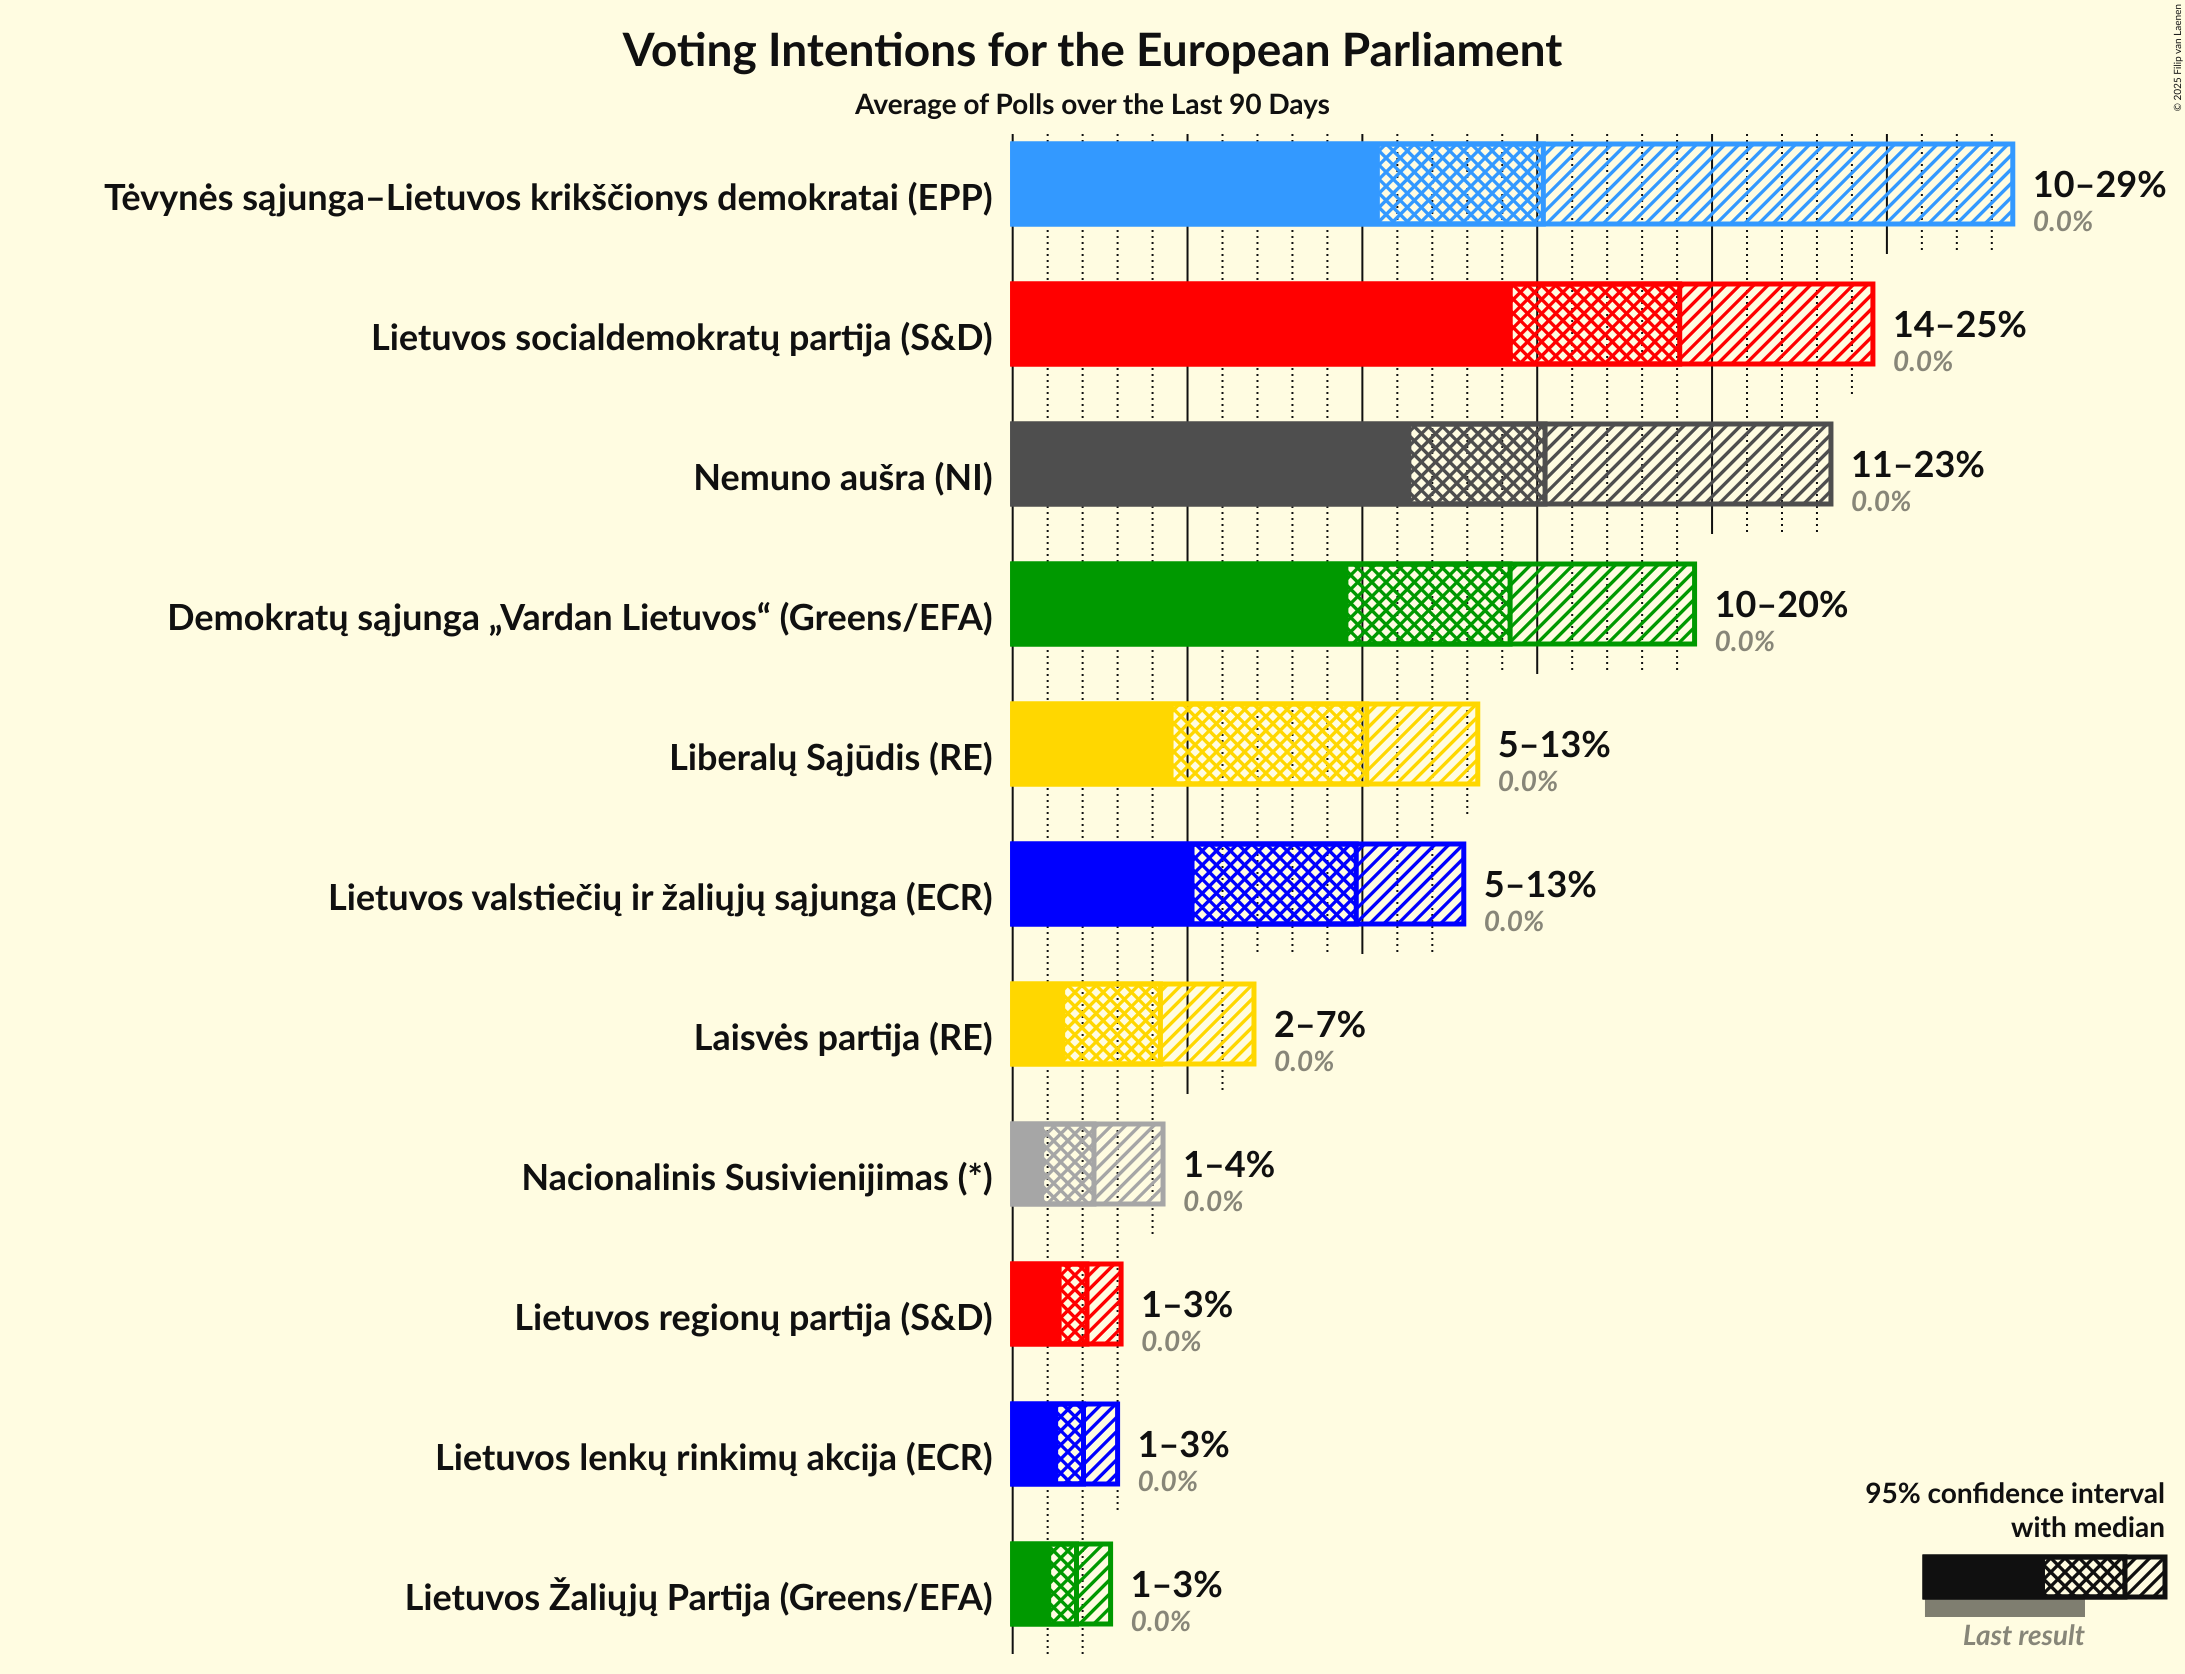 Voting Intentions for the European Parliament
Average of Polls over the Last 90 Days
© 2025 Filip van Laenen
Tėvynės sąjunga–Lietuvos krikščionys demokratai (EPP)
10–29%
0.0%
Lietuvos socialdemokratų partija (S&D)
14–25%
0.0%
Nemuno aušra (NI)
11–23%
0.0%
Demokratų sąjunga „Vardan Lietuvos“ (Greens/EFA)
10–20%
0.0%
Liberalų Sąjūdis (RE)
5–13%
0.0%
Lietuvos valstiečių ir žaliųjų sąjunga (ECR)
5–13%
0.0%
Laisvės partija (RE)
2–7%
0.0%
Nacionalinis Susivienijimas (*)
1–4%
0.0%
Lietuvos regionų partija (S&D)
1–3%
0.0%
Lietuvos lenkų rinkimų akcija (ECR)
1–3%
0.0%
Lietuvos Žaliųjų Partija (Greens/EFA)
1–3%
0.0%
95% confidence interval
with median
Last result